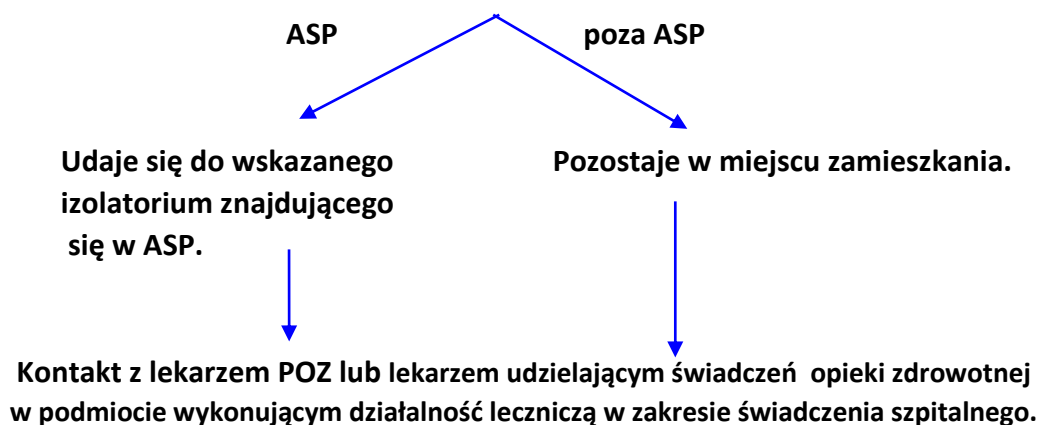 ASP poza ASP
Udaje się do wskazanego
izolatorium znajdującego
się w ASP.
Pozostaje w miejscu zamieszkania.
Kontakt z lekarzem POZ lub lekarzem udzielającym świadczeń opieki zdrowotnej
w podmiocie wykonującym działalność leczniczą w zakresie świadczenia szpitalnego.